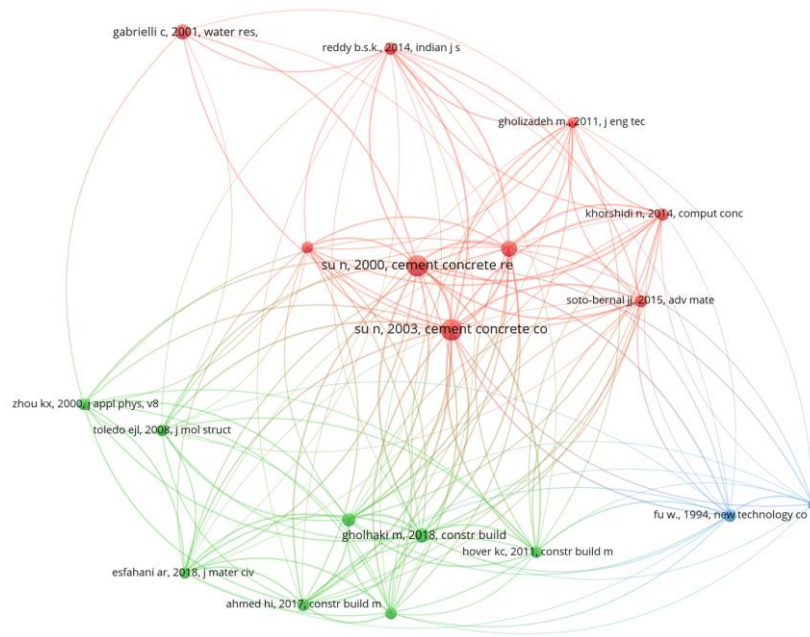 gabrielli c, 2001, water res,
reddy b.s.k., 2014, indian j s
gholizadeh m., 2011, j eng tec
khorshidi n, 2014, comput conc
su n, 2000, cement concrete re
soto-bernal jj, 2015, adv mate
su n, 2003, cement concrete co
zhou kx, 2000, j appl phys, v8
toledo ejl, 2008, j mol struct
fu w., 1994, new technology co
gholhaki m, 2018, constr build
hover kc, 2011, constr build m
esfahani ar, 2018, j mater civ
ahmed hi, 2017, constr build m